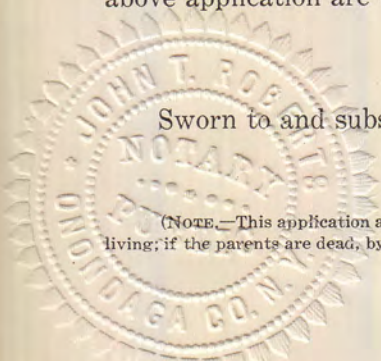 above application are
Sworn to and subs
(NOTE.—This application a
living; if the parents are dead, by
JOHN T. ROBERTS
NOTARY
PUBLIC
ONONDAGA CO. N.Y.